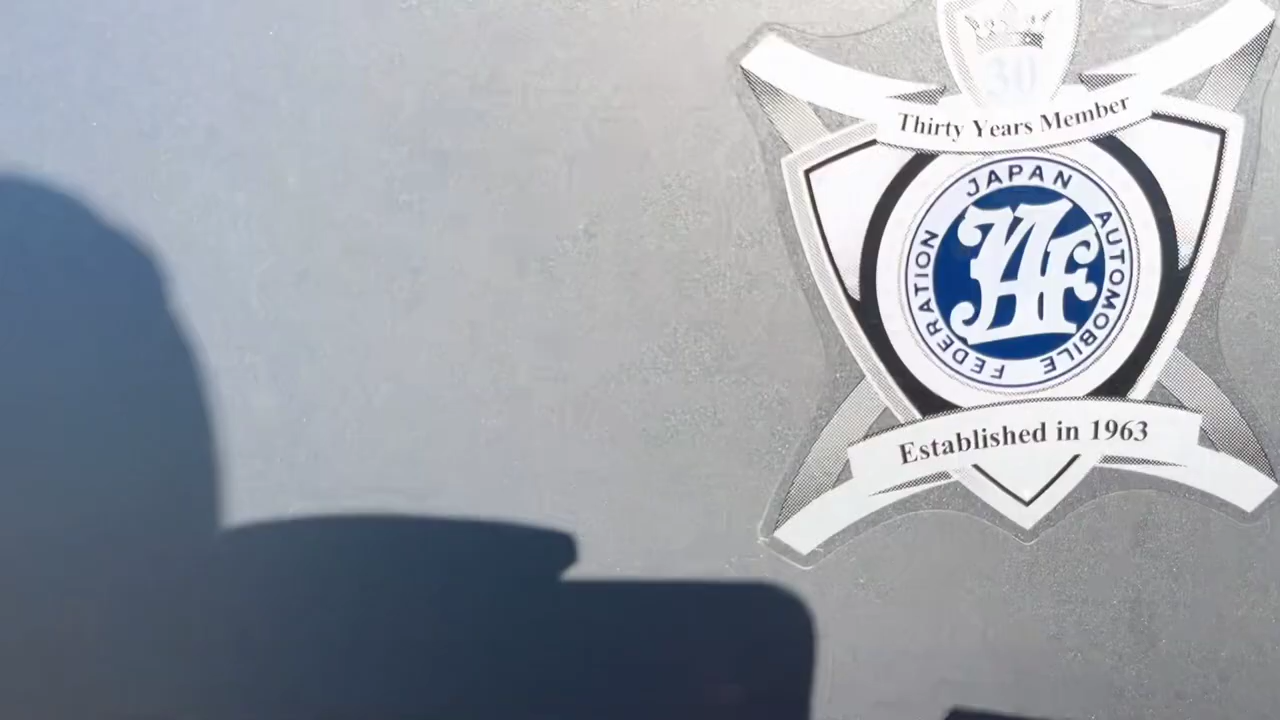 30
Thirty Years Member
JAPAN AUTOMOBILE FEDERATION
JAF
Established in 1963